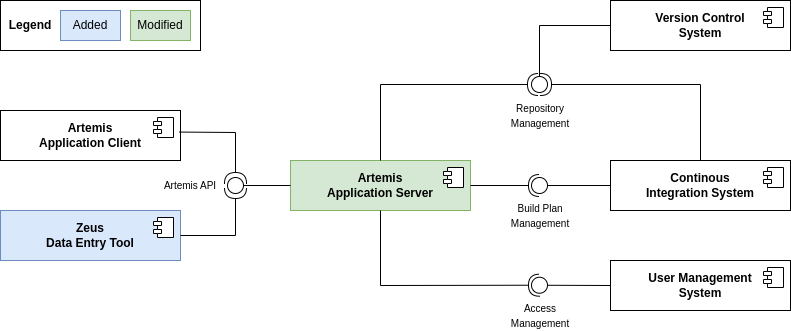 Legend
Added
Modified
Version Control
System
Repository
Management
Artemis
Application Client
Artemis API
Artemis
Application Server
Continous
Integration System
Build Plan
Management
Zeus
Data Entry Tool
User Management
System
Access
Management